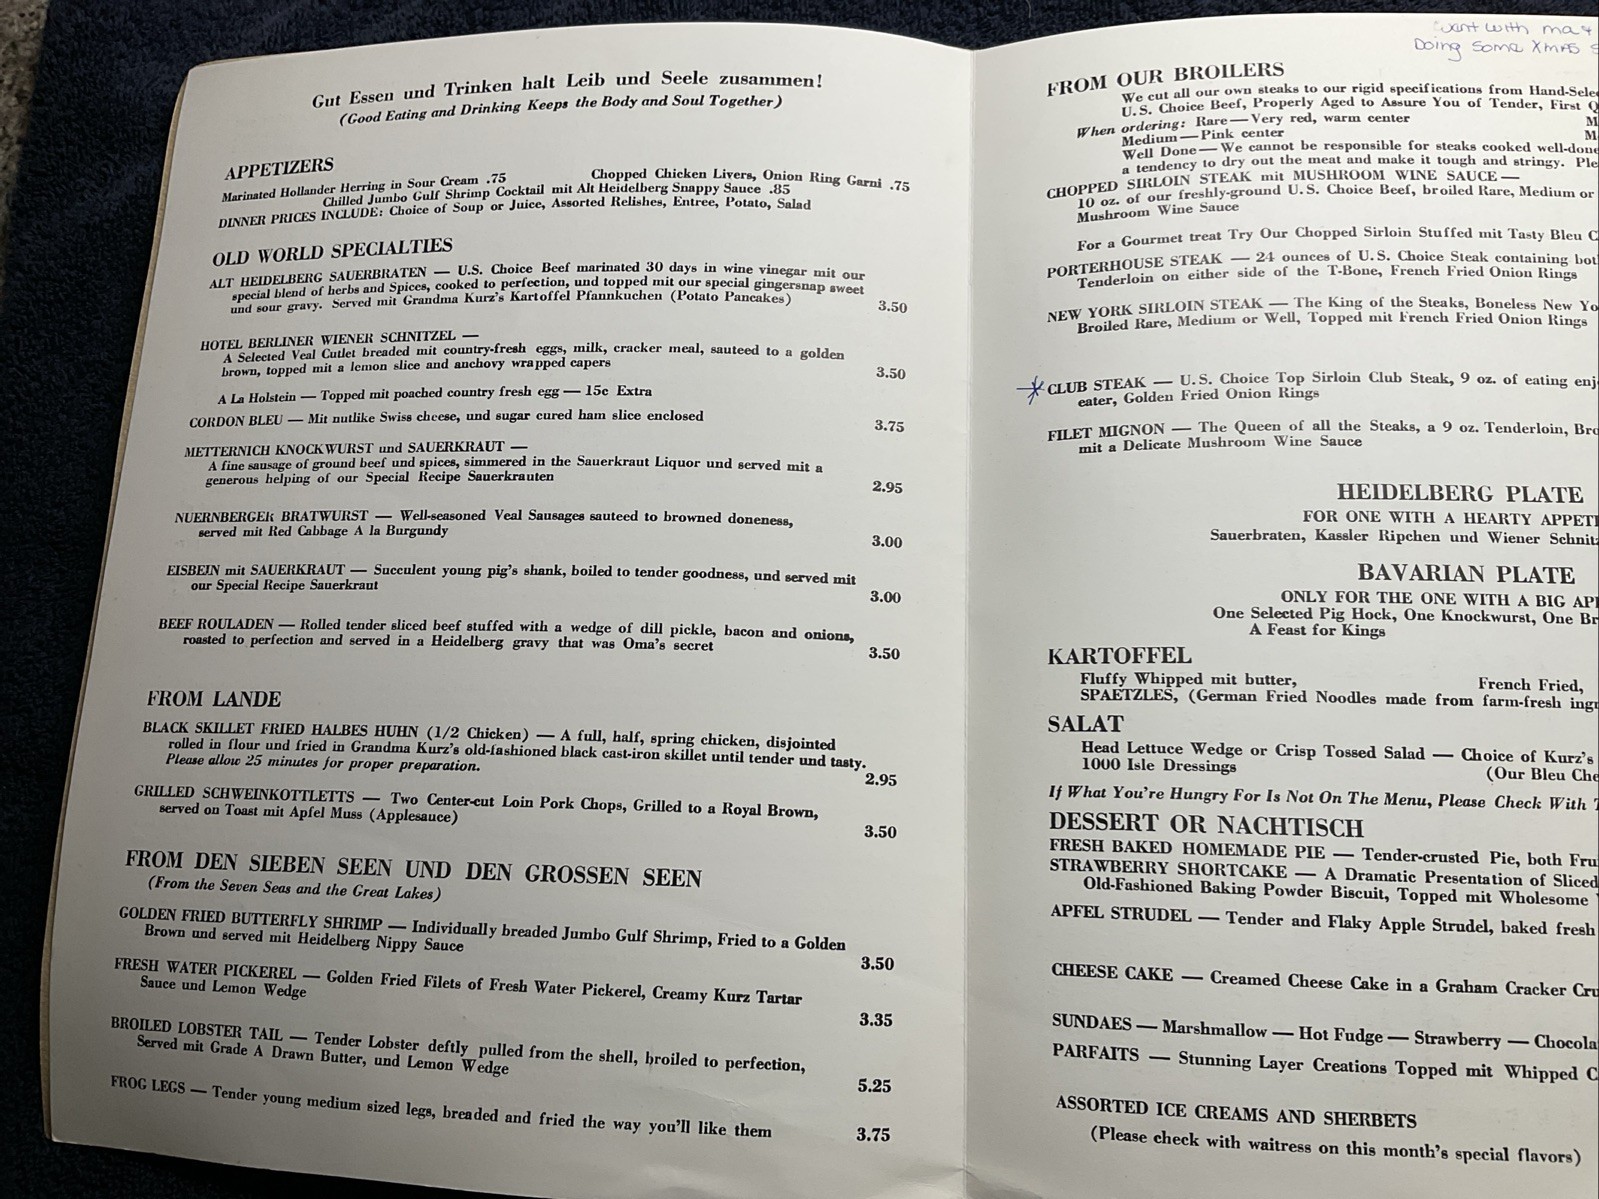 Gut Essen und Trinken halt Leib und Seele zusammen!
(Good Eating and Drinking Keeps the Body and Soul Together)
APPETIZERS
Marinated Hollander Herring in Sour Cream .75
Chopped Chicken Livers, Onion Ring Garni .75
Chilled Jumbo Gulf Shrimp Cocktail mit Alt Heidelberg Snappy Sauce .85
DINNER PRICES INCLUDE: Choice of Soup or Juice, Assorted Relishes, Entree, Potato, Salad
OLD WORLD SPECIALTIES
ALT HEIDELBERG SAUERBRATEN — U.S. Choice Beef marinated 30 days in wine vinegar mit our
special blend of herbs and Spices, cooked to perfection, und topped mit our special gingersnap sweet
und sour gravy. Served mit Grandma Kurz's Kartoffel Pfannkuchen (Potato Pancakes)
3.50
HOTEL BERLINER WIENER SCHNITZEL —
A Selected Veal Cutlet breaded mit country-fresh eggs, milk, cracker meal, sauteed to a golden
brown, topped mit a lemon slice and anchovy wrapped capers
3.50
A La Holstein — Topped mit poached country fresh egg — 15c Extra
CORDON BLEU — Mit nutlike Swiss cheese, und sugar cured ham slice enclosed
3.75
METTERNICH KNOCKWURST und SAUERKRAUT —
A fine sausage of ground beef und spices, simmered in the Sauerkraut Liquor und served mit a
generous helping of our Special Recipe Sauerkrauten
2.95
NUERNBERGER BRATWURST — Well-seasoned Veal Sausages sauteed to browned doneness,
served mit Red Cabbage A la Burgundy
3.00
EISBEIN mit SAUERKRAUT — Succulent young pig's shank, boiled to tender goodness, und served mit
our Special Recipe Sauerkraut
3.00
BEEF ROULADEN — Rolled tender sliced beef stuffed with a wedge of dill pickle, bacon and onions,
roasted to perfection and served in a Heidelberg gravy that was Oma's secret
3.50
FROM LANDE
BLACK SKILLET FRIED HALBES HUHN (1/2 Chicken) — A full, half, spring chicken, disjointed
rolled in flour und fried in Grandma Kurz's old-fashioned black cast-iron skillet until tender und tasty.
Please allow 25 minutes for proper preparation.
2.95
GRILLED SCHWEINKOTTLETTS — Two Center-cut Loin Pork Chops, Grilled to a Royal Brown,
served on Toast mit Apfel Muss (Applesauce)
3.50
FROM DEN SIEBEN SEEN UND DEN GROSSEN SEEN
(From the Seven Seas and the Great Lakes)
GOLDEN FRIED BUTTERFLY SHRIMP — Individually breaded Jumbo Gulf Shrimp, Fried to a Golden
Brown und served mit Heidelberg Nippy Sauce
3.50
FRESH WATER PICKEREL — Golden Fried Filets of Fresh Water Pickerel, Creamy Kurz Tartar
Sauce und Lemon Wedge
3.35
BROILED LOBSTER TAIL — Tender Lobster deftly pulled from the shell, broiled to perfection,
Served mit Grade A Drawn Butter, und Lemon Wedge
5.25
FROG LEGS — Tender young medium sized legs, breaded and fried the way you'll like them
3.75
with ma +
Doing Some Xmas S
FROM OUR BROILERS
We cut all our own steaks to our rigid specifications from Hand-Sele
U.S. Choice Beef, Properly Aged to Assure You of Tender, First Q
When ordering: Rare — Very red, warm center M
Medium — Pink center M
Well Done — We cannot be responsible for steaks cooked well-done
a tendency to dry out the meat and make it tough and stringy. Ple
CHOPPED SIRLOIN STEAK mit MUSHROOM WINE SAUCE —
10 oz. of our freshly-ground U.S. Choice Beef, broiled Rare, Medium or
Mushroom Wine Sauce
For a Gourmet treat Try Our Chopped Sirloin Stuffed mit Tasty Bleu C
PORTERHOUSE STEAK — 24 ounces of U.S. Choice Steak containing bot
Tenderloin on either side of the T-Bone, French Fried Onion Rings
NEW YORK SIRLOIN STEAK — The King of the Steaks, Boneless New Yo
Broiled Rare, Medium or Well, Topped mit French Fried Onion Rings
CLUB STEAK — U.S. Choice Top Sirloin Club Steak, 9 oz. of eating enj
eater, Golden Fried Onion Rings
FILET MIGNON — The Queen of all the Steaks, a 9 oz. Tenderloin, Bro
mit a Delicate Mushroom Wine Sauce
HEIDELBERG PLATE
FOR ONE WITH A HEARTY APPETI
Sauerbraten, Kassler Ripchen und Wiener Schnitz
BAVARIAN PLATE
ONLY FOR THE ONE WITH A BIG APP
One Selected Pig Hock, One Knockwurst, One Br
A Feast for Kings
KARTOFFEL
Fluffy Whipped mit butter, French Fried,
SPAETZLES, (German Fried Noodles made from farm-fresh ingr
SALAT
Head Lettuce Wedge or Crisp Tossed Salad — Choice of Kurz's
1000 Isle Dressings (Our Bleu Che
If What You're Hungry For Is Not On The Menu, Please Check With T
DESSERT OR NACHTISCH
FRESH BAKED HOMEMADE PIE — Tender-crusted Pie, both Fru
STRAWBERRY SHORTCAKE — A Dramatic Presentation of Sliced
Old-Fashioned Baking Powder Biscuit, Topped mit Wholesome
APFEL STRUDEL — Tender and Flaky Apple Strudel, baked fresh
CHEESE CAKE — Creamed Cheese Cake in a Graham Cracker Cru
SUNDAES — Marshmallow — Hot Fudge — Strawberry — Chocola
PARFAITS — Stunning Layer Creations Topped mit Whipped C
ASSORTED ICE CREAMS AND SHERBETS
(Please check with waitress on this month's special flavors)